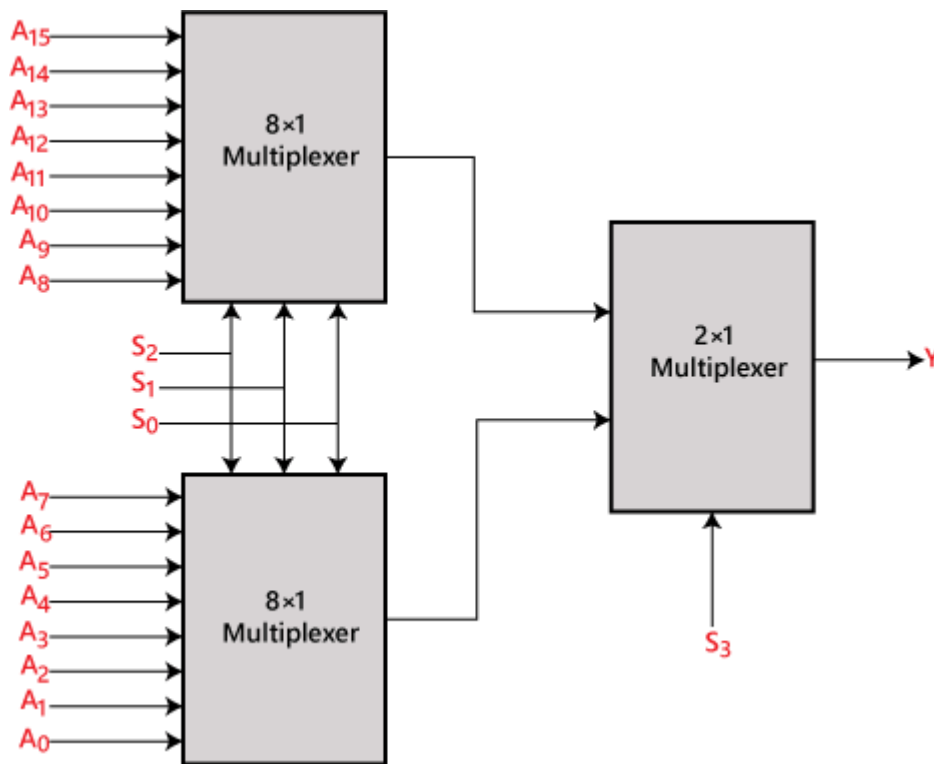 A15
A14
A13
A12
A11
A10
A9
A8
8×1
Multiplexer
S2
S1
S0
2×1
Multiplexer
Y
S3
A7
A6
A5
A4
A3
A2
A1
A0
8×1
Multiplexer